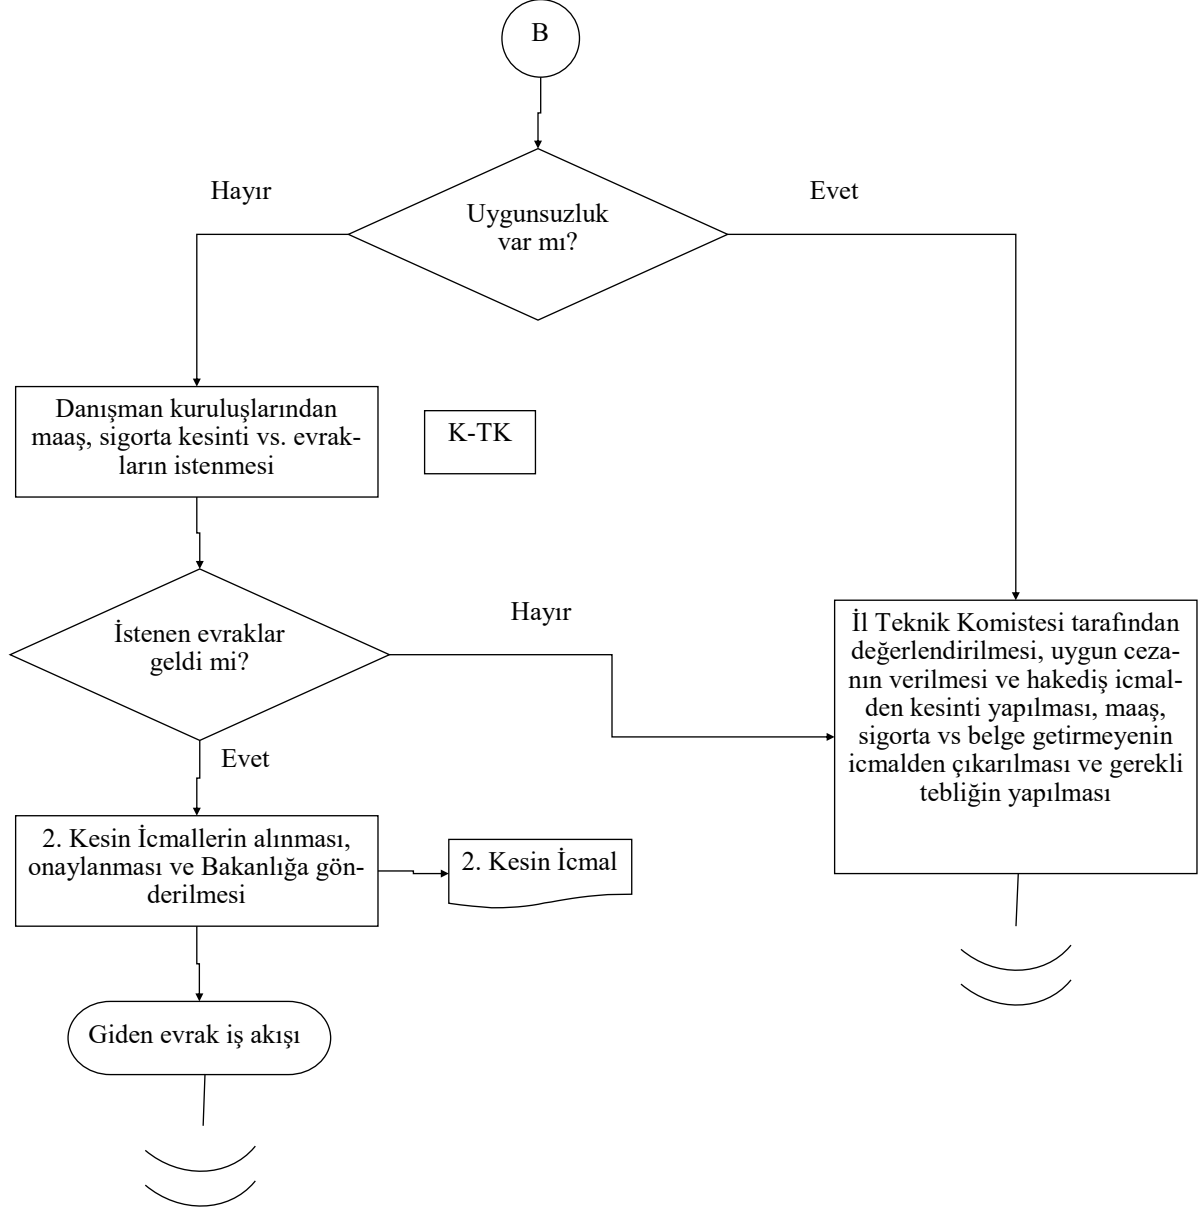 B
Hayır
Evet
Uygunsuzluk
var mı?
Danışman kuruluşlarından
maaş, sigorta kesinti vs. evrak-
ların istenmesi
K-TK
Hayır
İstenen evraklar
geldi mi?
İl Teknik Komistesi tarafından
değerlendirilmesi, uygun ceza-
nın verilmesi ve hakediş icmal-
den kesinti yapılması, maaş,
sigorta vs belge getirmeyenin
icmalden çıkarılması ve gerekli
tebliğin yapılması
Evet
2. Kesin İcmallerin alınması,
onaylanması ve Bakanlığa gön-
derilmesi
2. Kesin İcmal
Giden evrak iş akışı